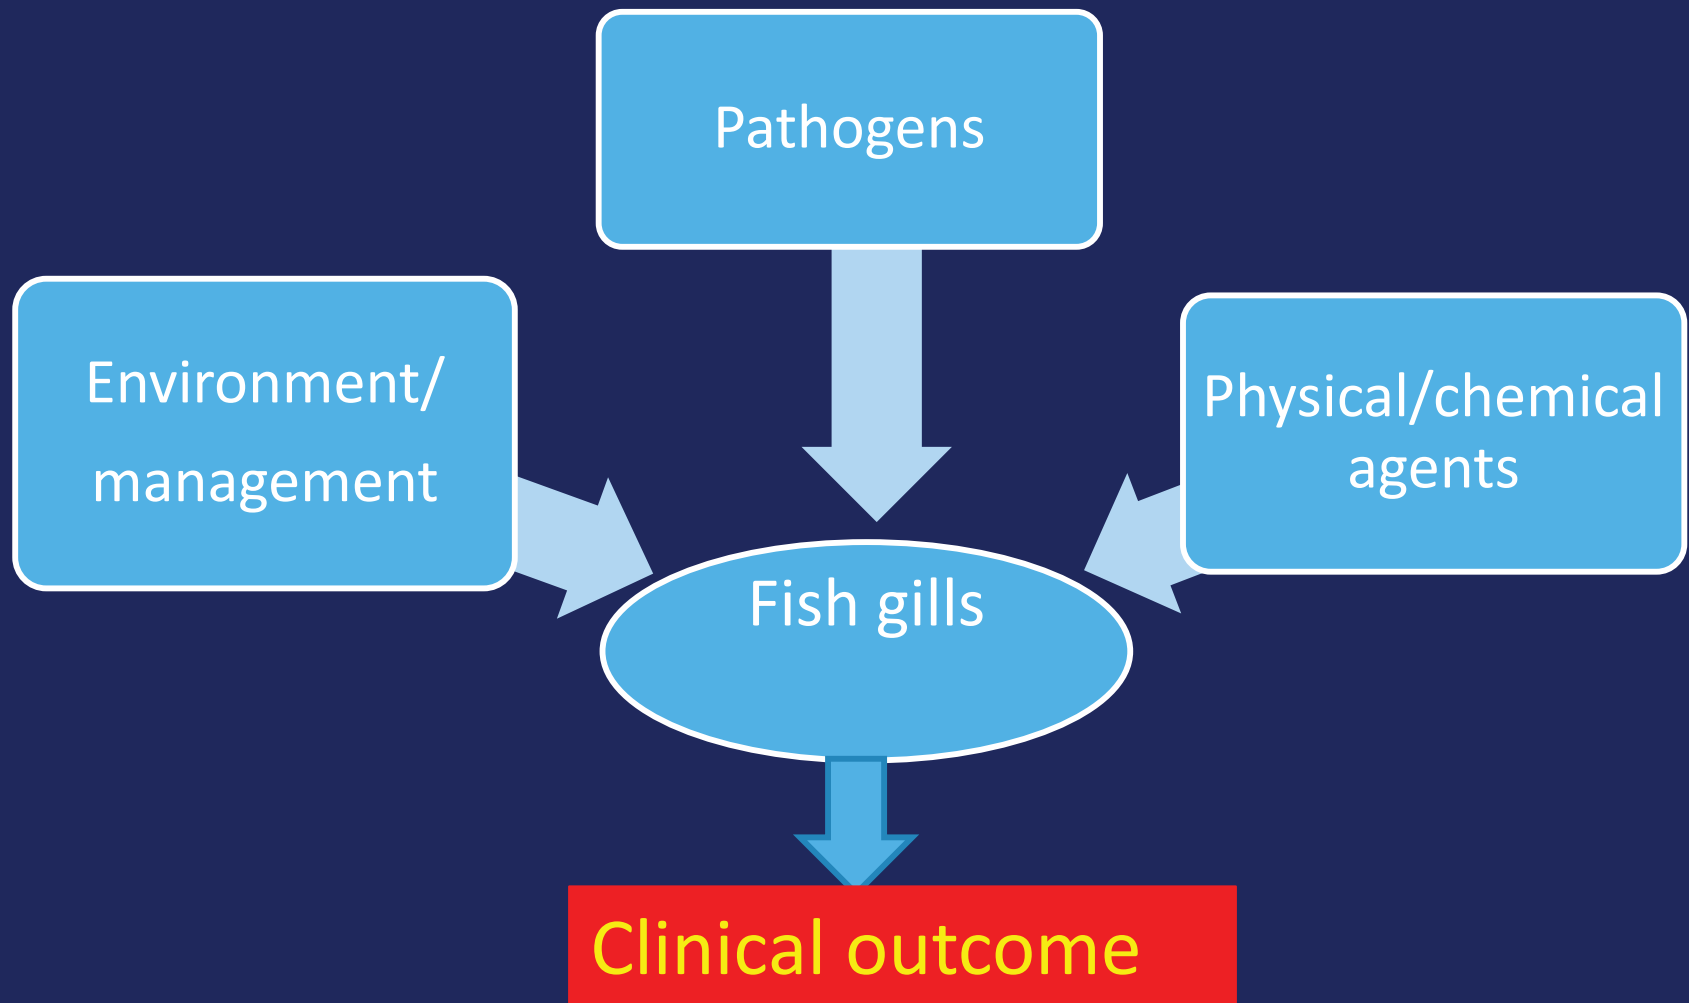 Pathogens
Environment/
management
Physical/chemical
agents
Fish gills
Clinical outcome